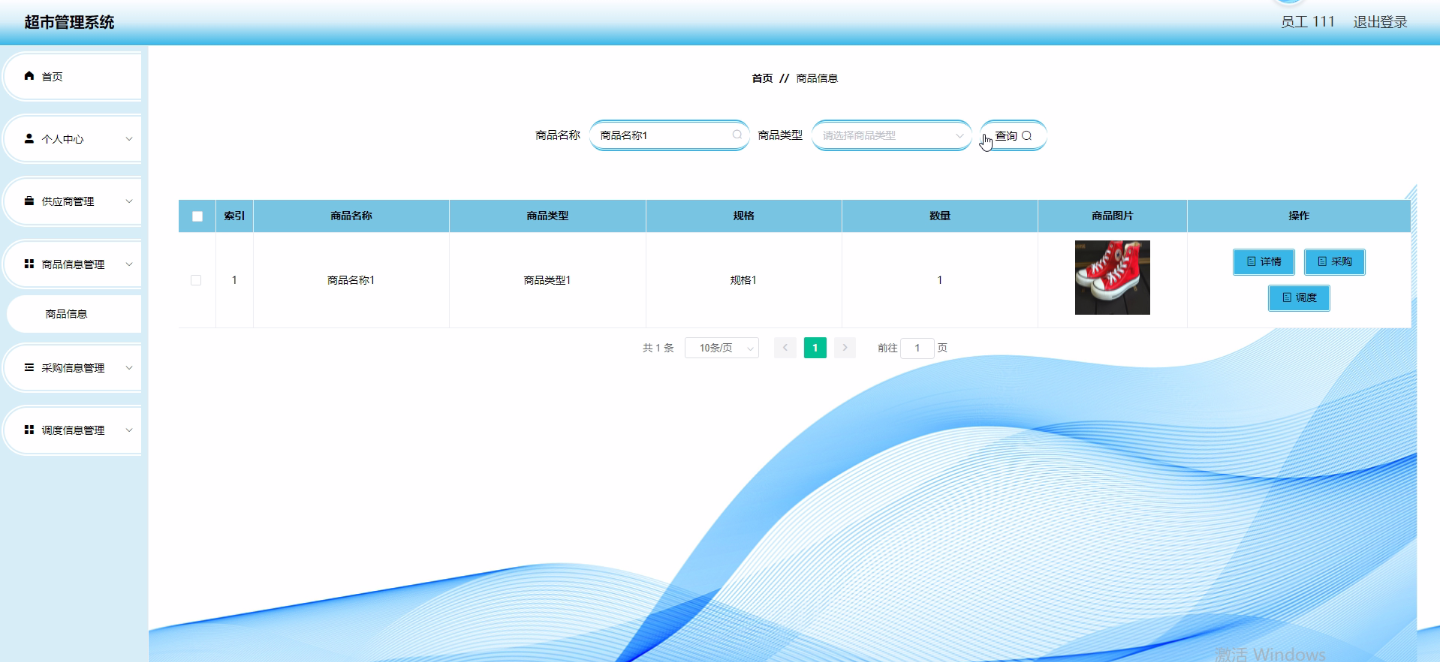 超市管理系统
员工 111 退出登录
首页
个人中心
供应商管理
商品信息管理
商品信息
采购信息管理
调度信息管理
首页 // 商品信息
商品名称 商品名称1 商品类型 请选择商品类型 查询
索引 商品名称 商品类型 规格 数量 商品图片 操作
1 商品名称1 商品类型1 规格1 1 详情 采购
调度
共 1 条 10条/页 < 1 > 前往 1 页
激活 Windows